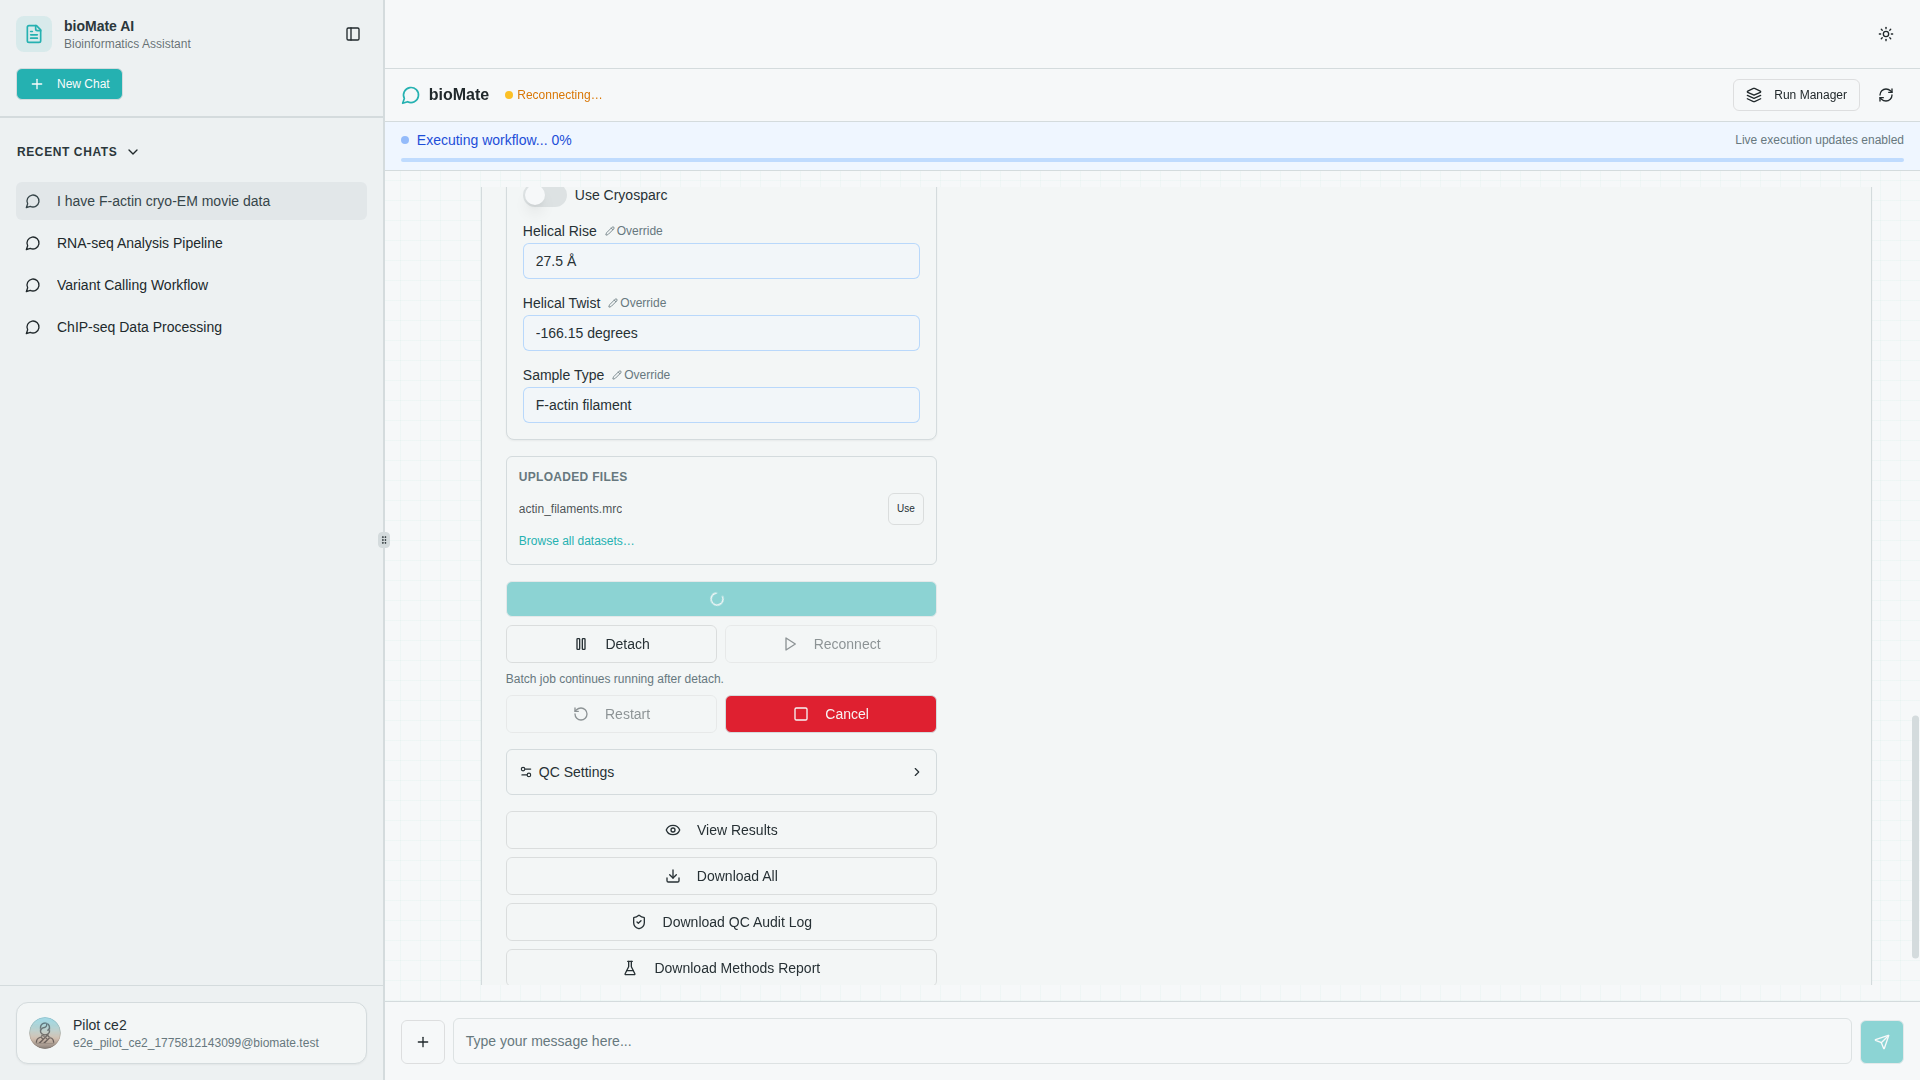 bioMate AI
Bioinformatics Assistant
New Chat
RECENT CHATS
I have F-actin cryo-EM movie data
RNA-seq Analysis Pipeline
Variant Calling Workflow
ChIP-seq Data Processing
Pilot ce2
e2e_pilot_ce2_1775812143099@biomate.test
bioMate
Reconnecting…
Run Manager
Executing workflow... 0%
Live execution updates enabled
Use Cryosparc
Helical Rise Override
27.5 Å
Helical Twist Override
-166.15 degrees
Sample Type Override
F-actin filament
UPLOADED FILES
actin_filaments.mrc
Use
Browse all datasets…
Detach
Reconnect
Batch job continues running after detach.
Restart
Cancel
QC Settings
View Results
Download All
Download QC Audit Log
Download Methods Report
Type your message here...